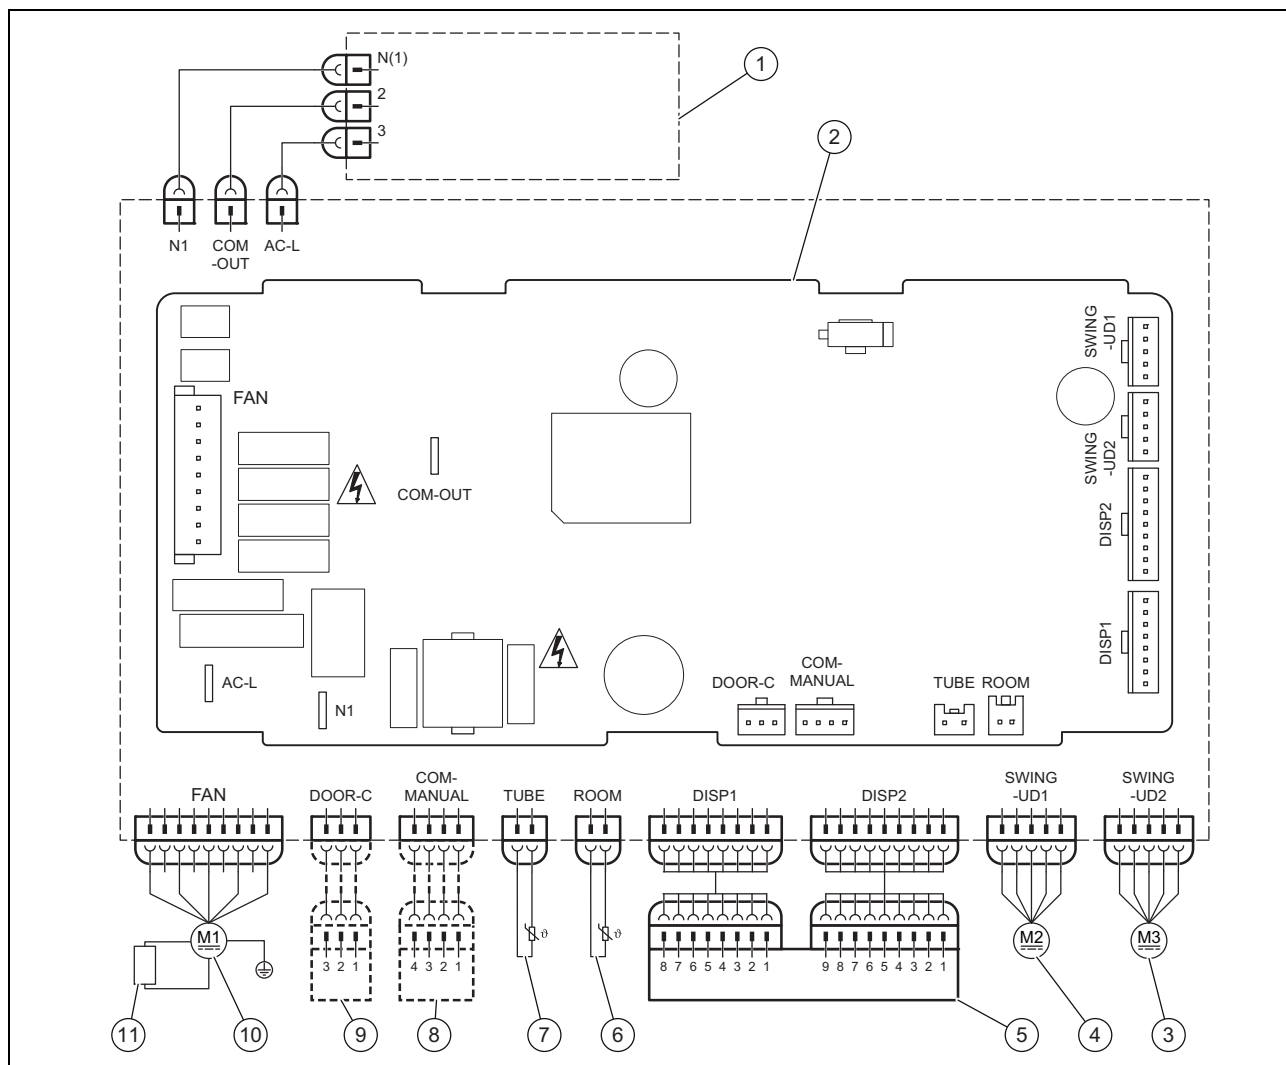 N(1)
1
2
3
2
N1
COM
-OUT
AC-L
SWING
-UD1
FAN
SWING
-UD2
COM-OUT
DISP2
DISP1
AC-L
N1
DOOR-C
COM-
MANUAL
TUBE
ROOM
FAN
DOOR-C
COM-
MANUAL
TUBE
ROOM
DISP1
DISP2
SWING
-UD1
SWING
-UD2
M1
ϑ
ϑ
M2
M3
3 2 1
4 3 2 1
8 7 6 5 4 3 2 1
9 8 7 6 5 4 3 2 1
11
10
9
8
7
6
5
4
3